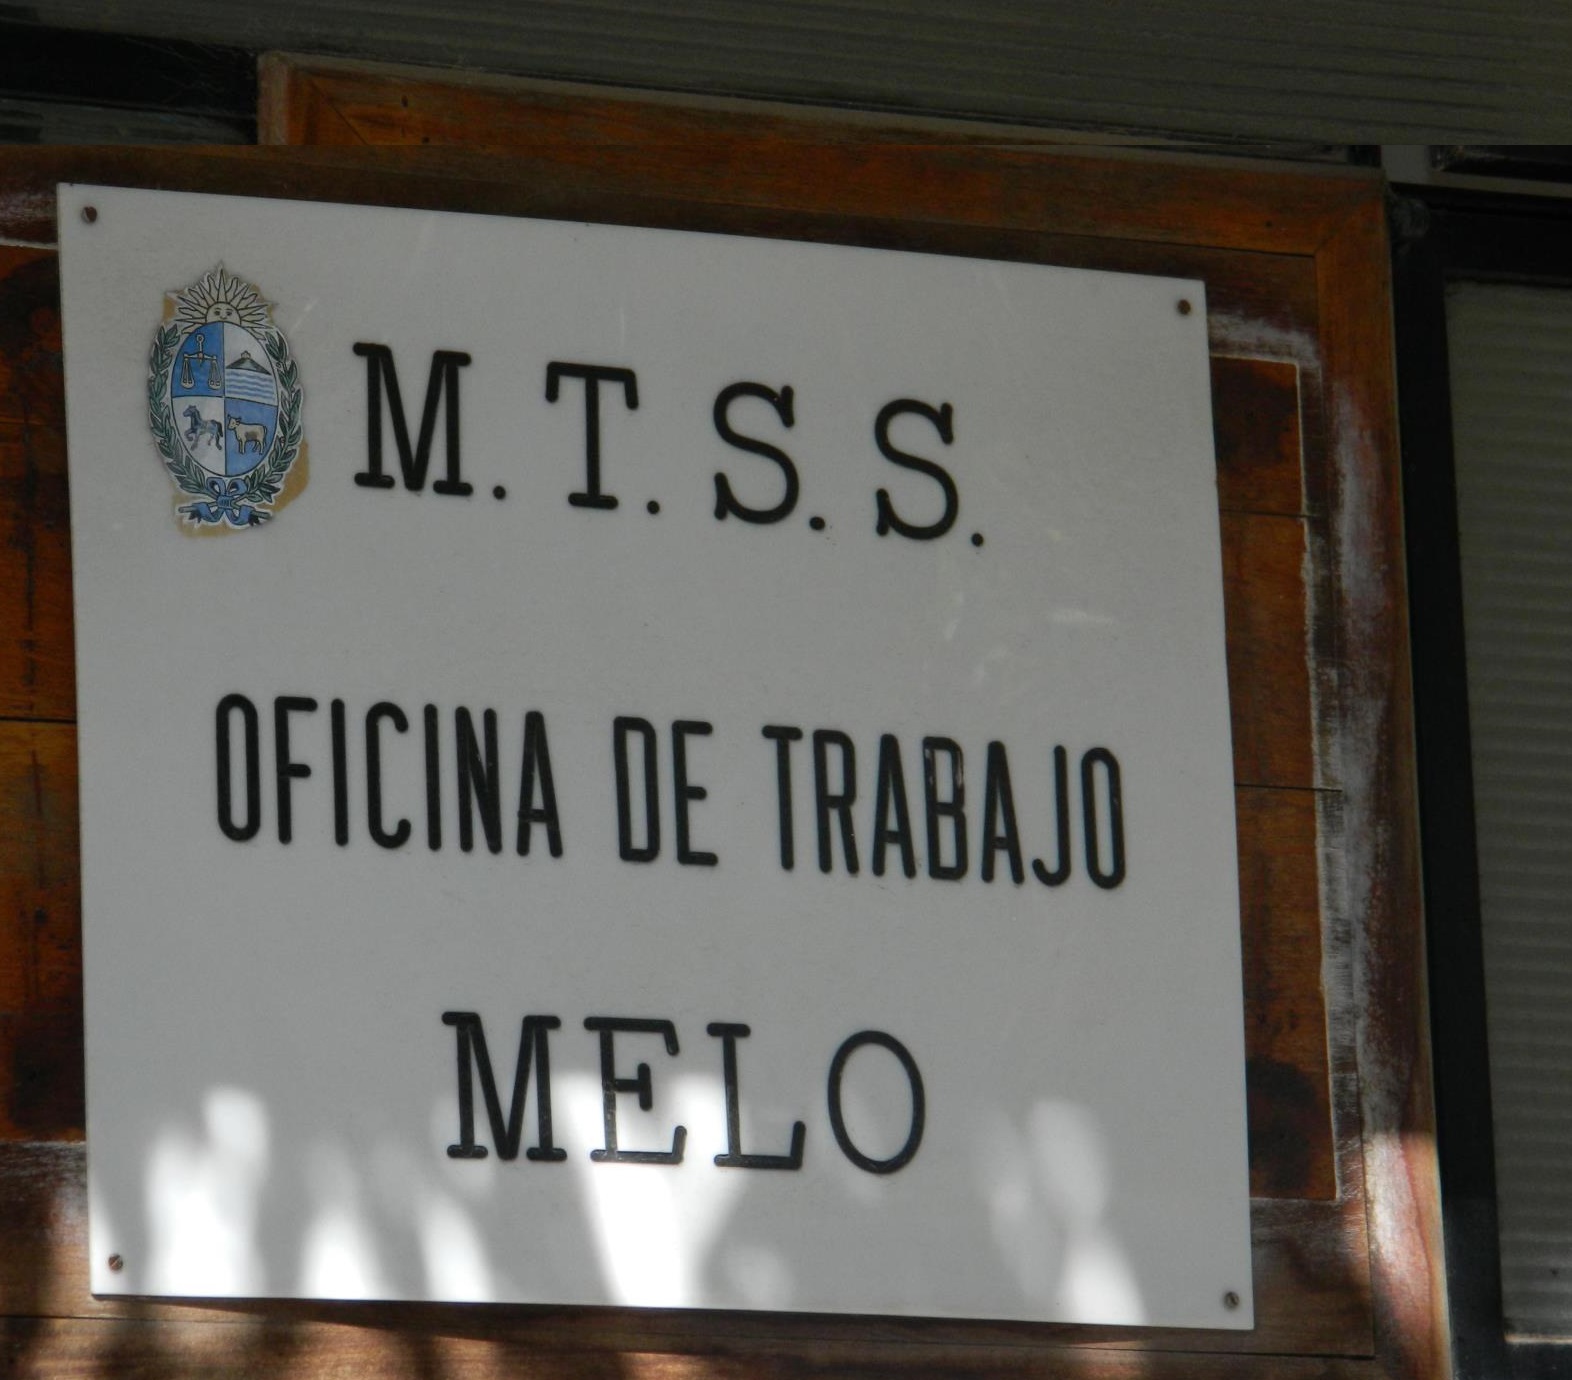 M.T.S.S.
OFICINA DE TRABAJO
MELO